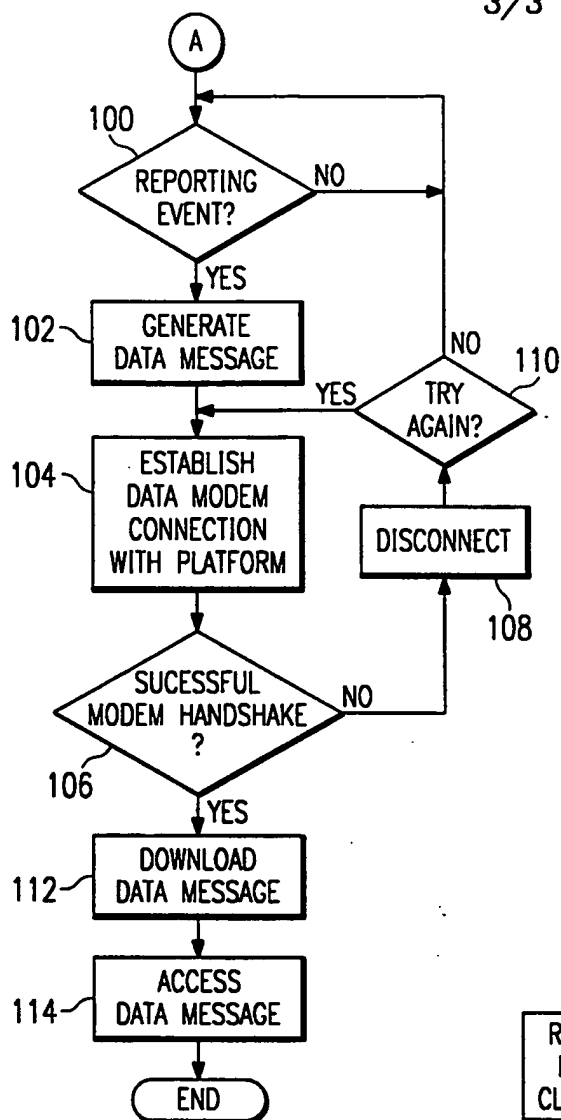 3/3
A
100
REPORTING
EVENT?
NO
YES
102
GENERATE
DATA MESSAGE
NO
110
YES
TRY
AGAIN?
104
ESTABLISH
DATA MODEM
CONNECTION
WITH PLATFORM
DISCONNECT
108
SUCESSFUL
MODEM HANDSHAKE
?
NO
106
YES
112
DOWNLOAD
DATA MESSAGE
114
ACCESS
DATA MESSAGE
END
R
CL